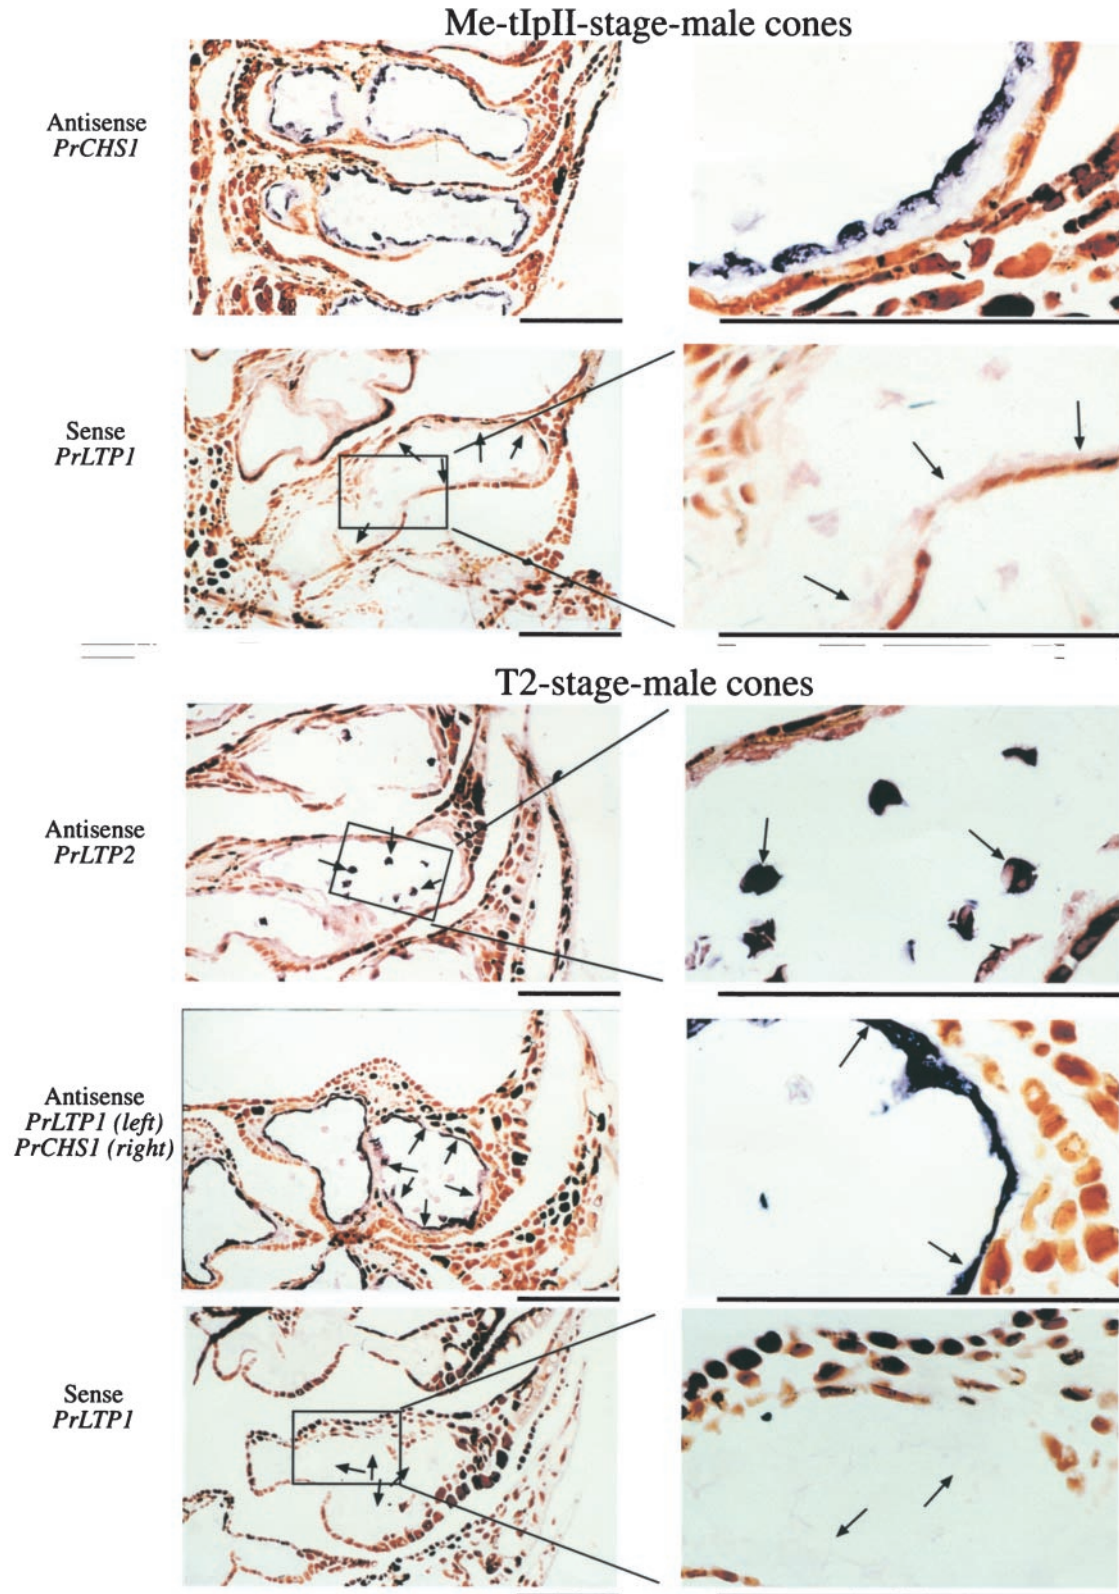 Me-tIpII-stage-male cones
Antisense
PrCHS1
Sense
PrLTP1
T2-stage-male cones
Antisense
PrLTP2
Antisense
PrLTP1 (left)
PrCHS1 (right)
Sense
PrLTP1